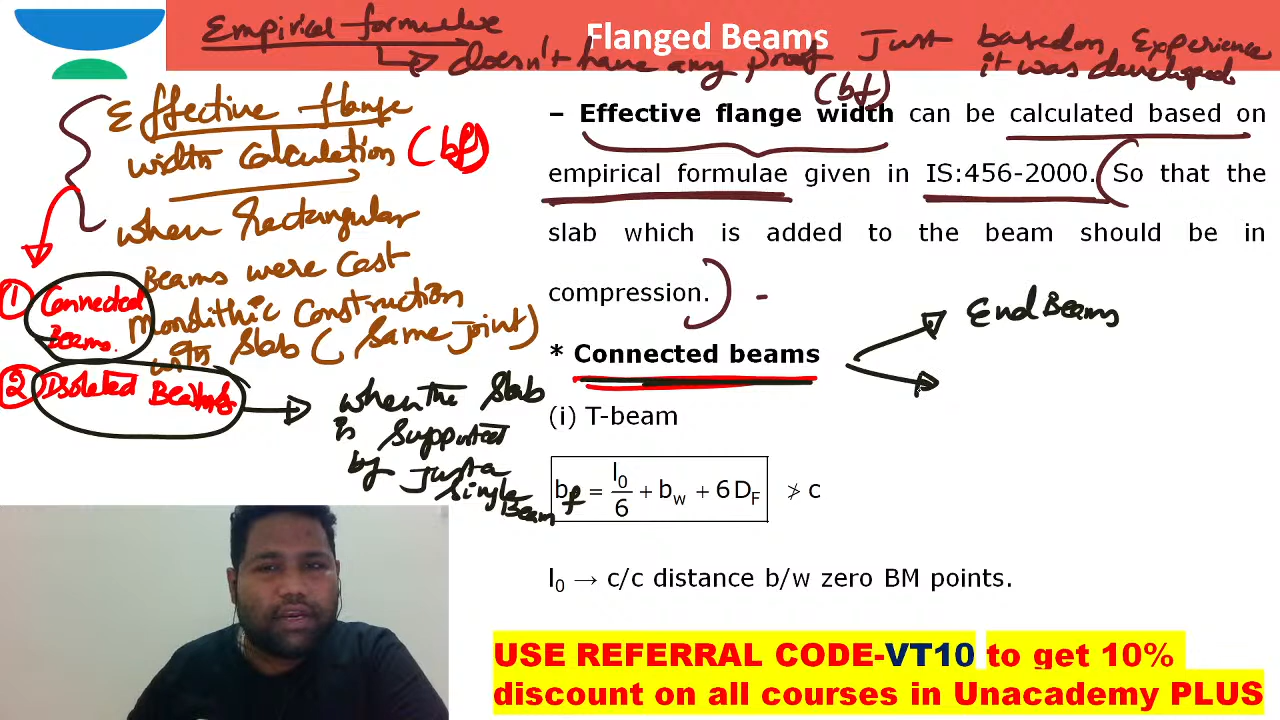 Empirical formulae
Flanged Beams
Just based on Experience
it was developed
doesn't have any proof
(bf)
Effective flange
width calculation (bf)
when Rectangular
Beams were cast
Monolithic Construction
with slab (same joint)
① Connected
Beams.
② Isolated Beams
when the slab
is supported
by just a
single
Beam
– Effective flange width can be calculated based on
empirical formulae given in IS:456-2000. So that the
slab which is added to the beam should be in
compression.
End Beams
* Connected beams
(i) T-beam
bf = l₀/6 + b_w + 6 D_F ≯ c
l₀ → c/c distance b/w zero BM points.
USE REFERRAL CODE-VT10 to get 10%
discount on all courses in Unacademy PLUS